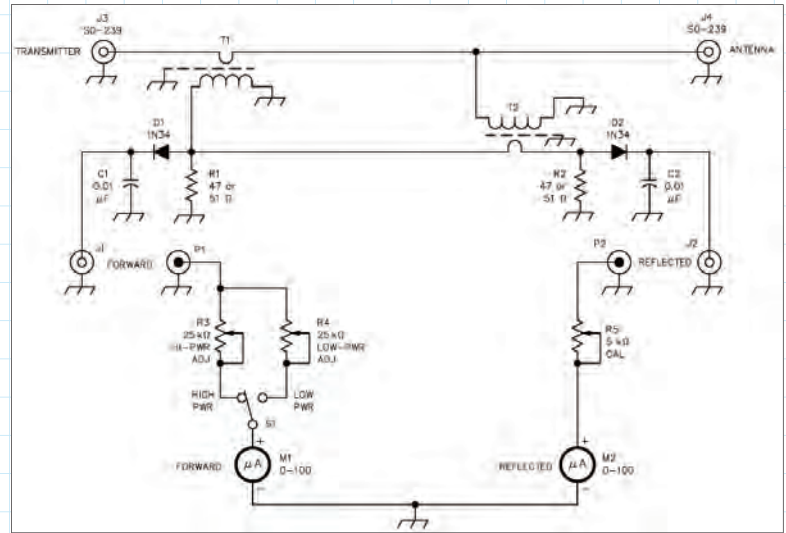 J3
SO-239
TRANSMITTER
T1
J4
SO-239
ANTENNA
T2
D1
1N34
D2
1N34
C1
0.01
µF
R1
47 or
51 Ω
R2
47 or
51 Ω
C2
0.01
µF
J1
FORWARD
P1
P2
REFLECTED
J2
R3
25 kΩ
HI-PWR
ADJ
R4
25 kΩ
LOW-PWR
ADJ
R5
5 kΩ
CAL
HIGH
PWR
LOW
PWR
S1
+
FORWARD
µA
M1
0-100
−
+
REFLECTED
µA
M2
0-100
−